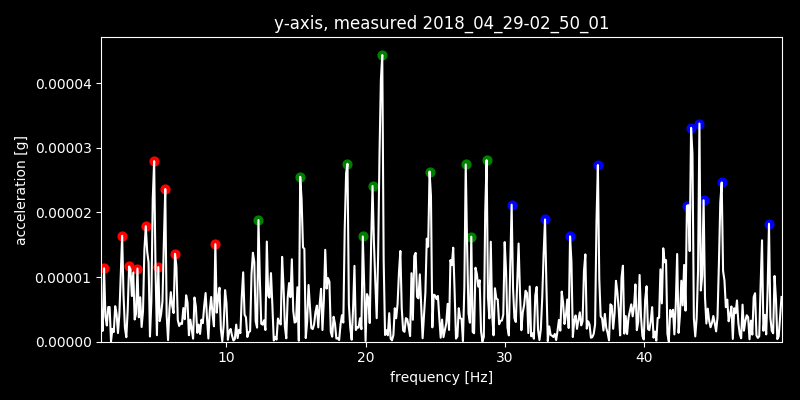 y-axis, measured 2018_04_29-02_50_01
acceleration [g]
0.00004
0.00003
0.00002
0.00001
0.00000
10 20 30 40
frequency [Hz]